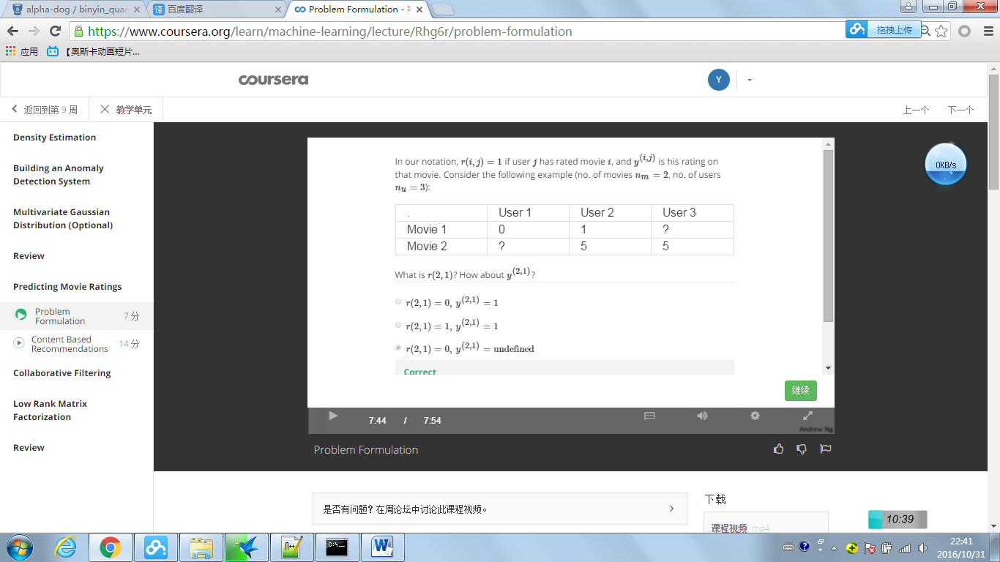 alpha-dog / binyin_quar
百度翻译
Problem Formulation -
https://www.coursera.org/learn/machine-learning/lecture/Rhg6r/problem-formulation
拖拽上传
应用
【奥斯卡动画短片...
coursera
Y
返回到第 9 周
教学单元
上一个
下一个
Density Estimation
Building an Anomaly
Detection System
Multivariate Gaussian
Distribution (Optional)
Review
Predicting Movie Ratings
Problem
Formulation
7 分
Content Based
Recommendations
14 分
Collaborative Filtering
Low Rank Matrix
Factorization
Review
In our notation, r(i, j) = 1 if user j has rated movie i, and y^(i,j) is his rating on
that movie. Consider the following example (no. of movies n_m = 2, no. of users
n_u = 3):
. User 1 User 2 User 3
Movie 1 0 1 ?
Movie 2 ? 5 5
What is r(2, 1)? How about y^(2,1)?
r(2, 1) = 0, y^(2,1) = 1
r(2, 1) = 1, y^(2,1) = 1
r(2, 1) = 0, y^(2,1) = undefined
Correct
继续
7:44 / 7:54
Andrew Ng
Problem Formulation
0KB/s
是否有问题？在周论坛中讨论此课程视频。
下载
课程视频 mp4
10:39
22:41
2016/10/31